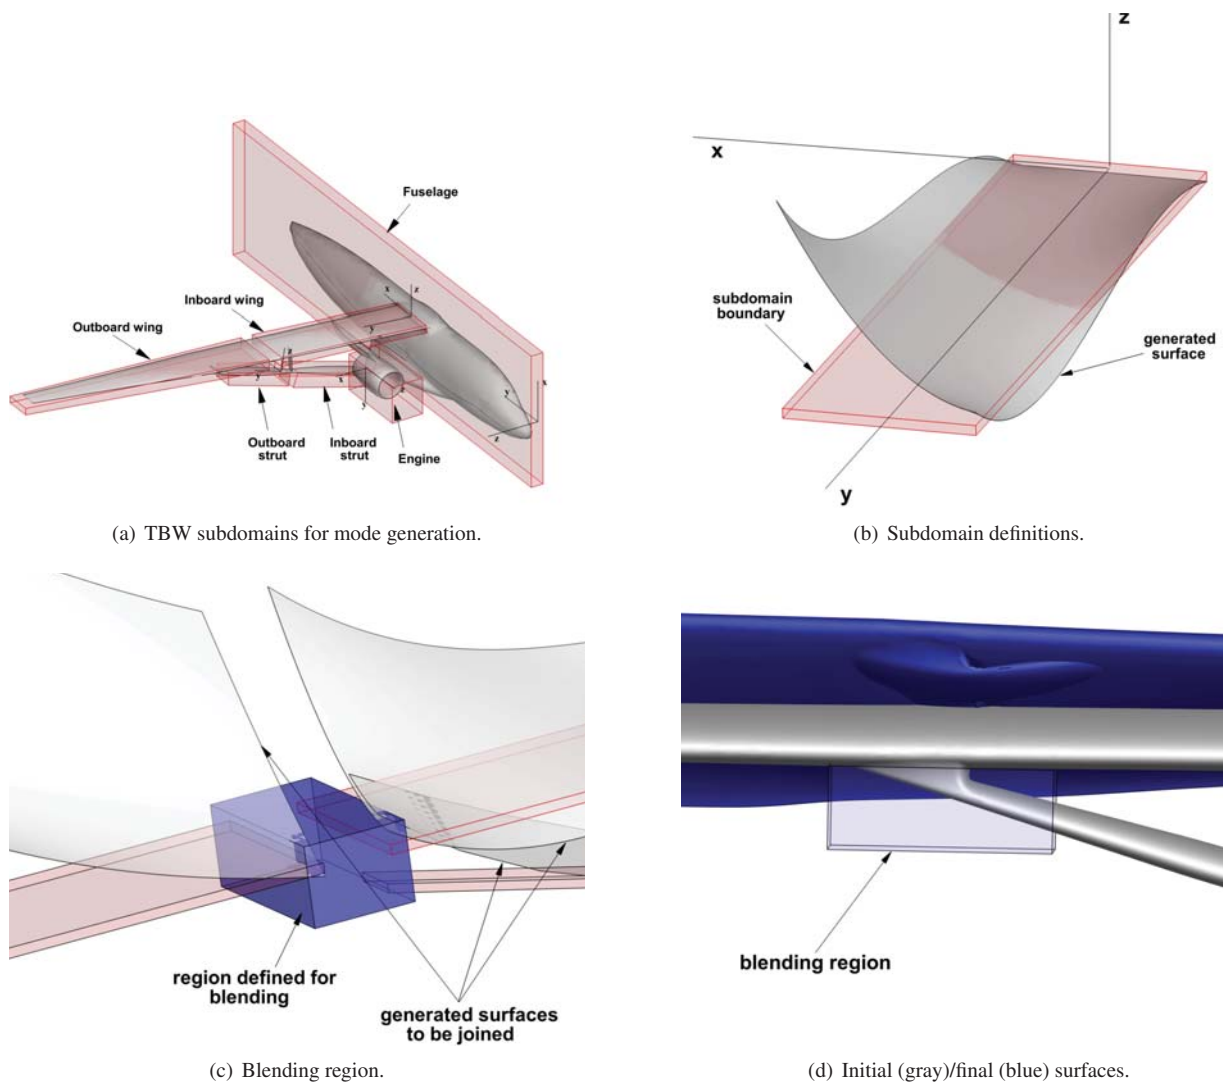 Fuselage
Inboard wing
Outboard wing
x
z
y
z
y
x
y
z
x
y
z
Outboard
strut
Inboard
strut
Engine
(a) TBW subdomains for mode generation.
z
x
subdomain
boundary
generated
surface
y
(b) Subdomain definitions.
region defined for
blending
generated surfaces
to be joined
(c) Blending region.
blending region
(d) Initial (gray)/final (blue) surfaces.